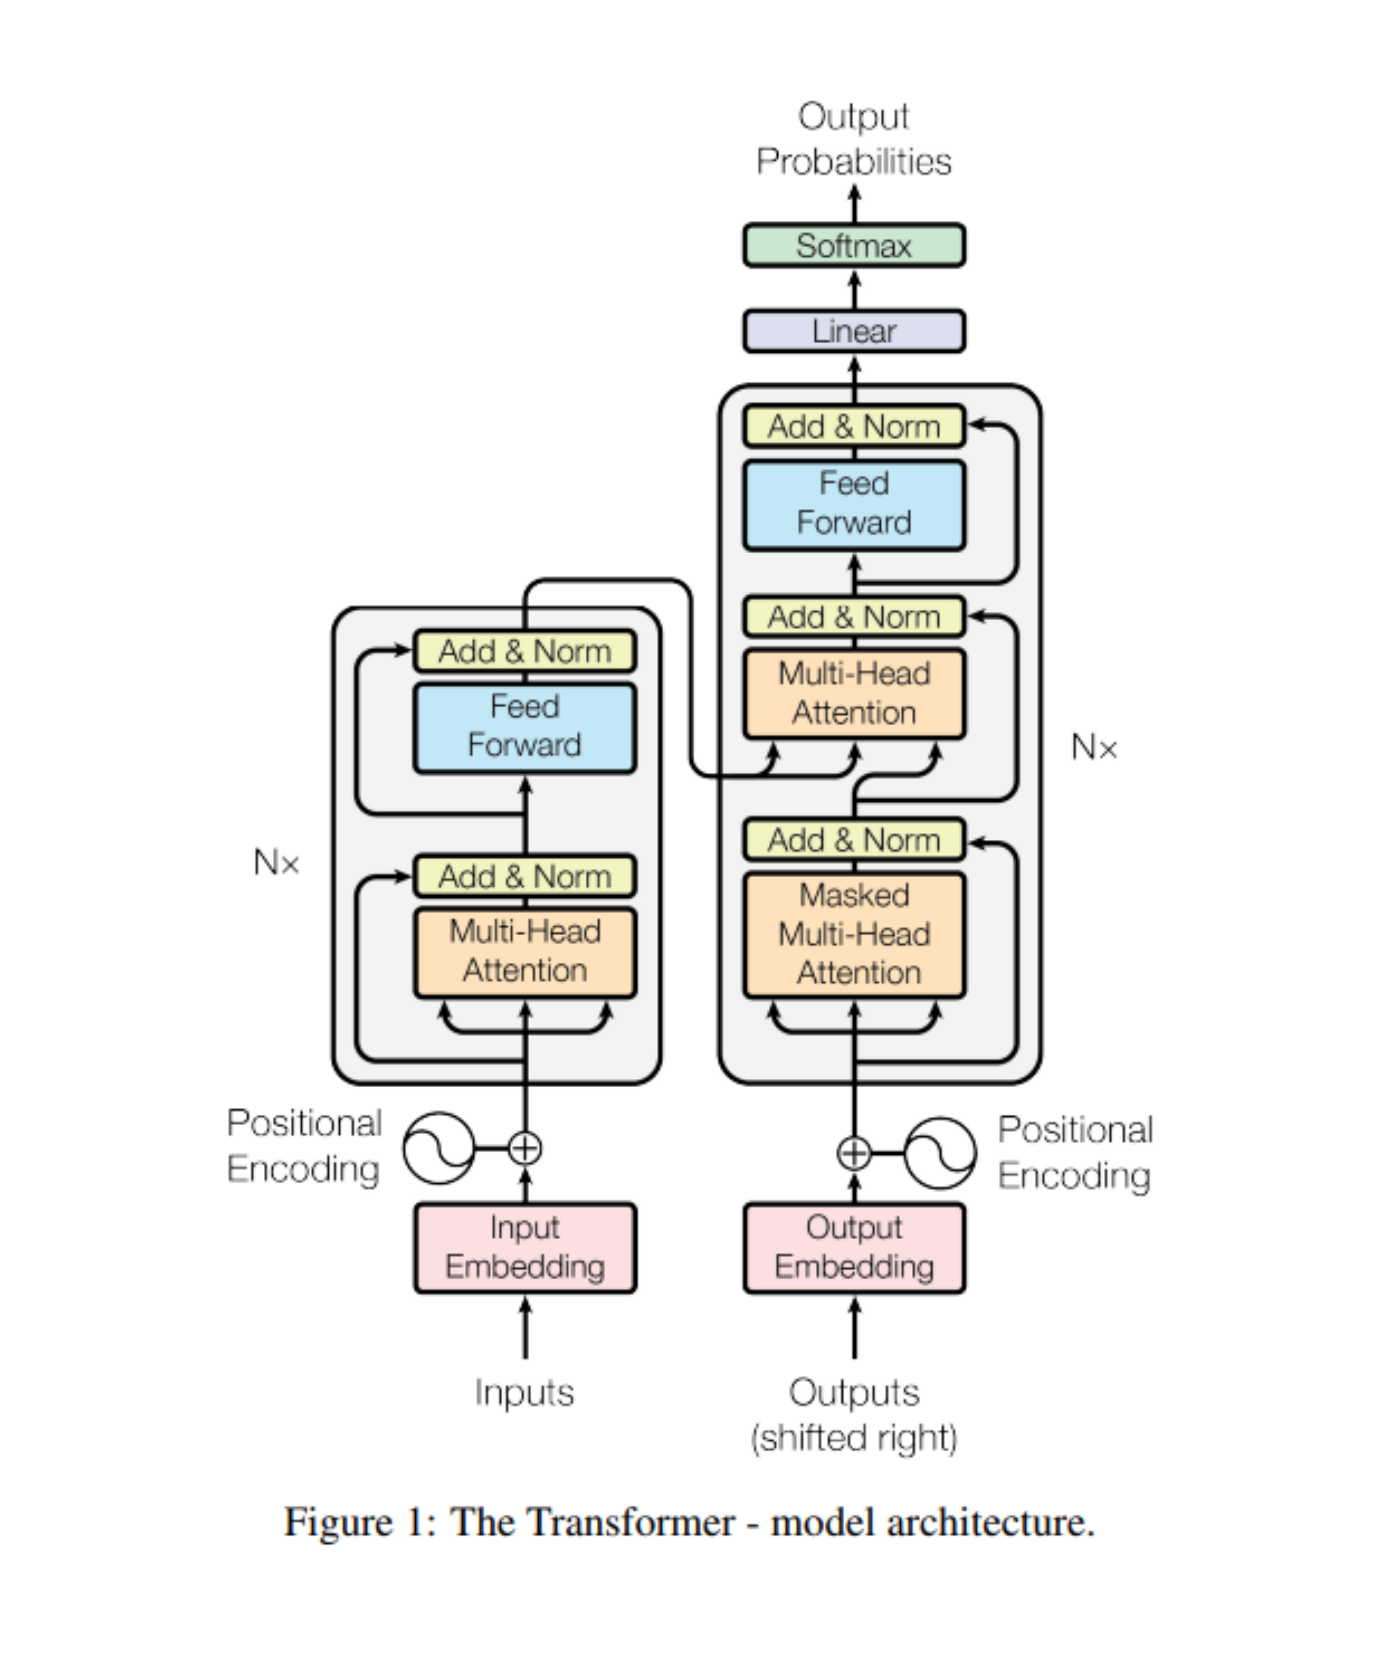 Output
Probabilities
Softmax
Linear
Add & Norm
Feed
Forward
Add & Norm
Multi-Head
Attention
Add & Norm
Masked
Multi-Head
Attention
Nx
Add & Norm
Feed
Forward
Add & Norm
Multi-Head
Attention
Nx
Positional
Encoding
Positional
Encoding
Input
Embedding
Output
Embedding
Inputs
Outputs
(shifted right)
Figure 1: The Transformer - model architecture.